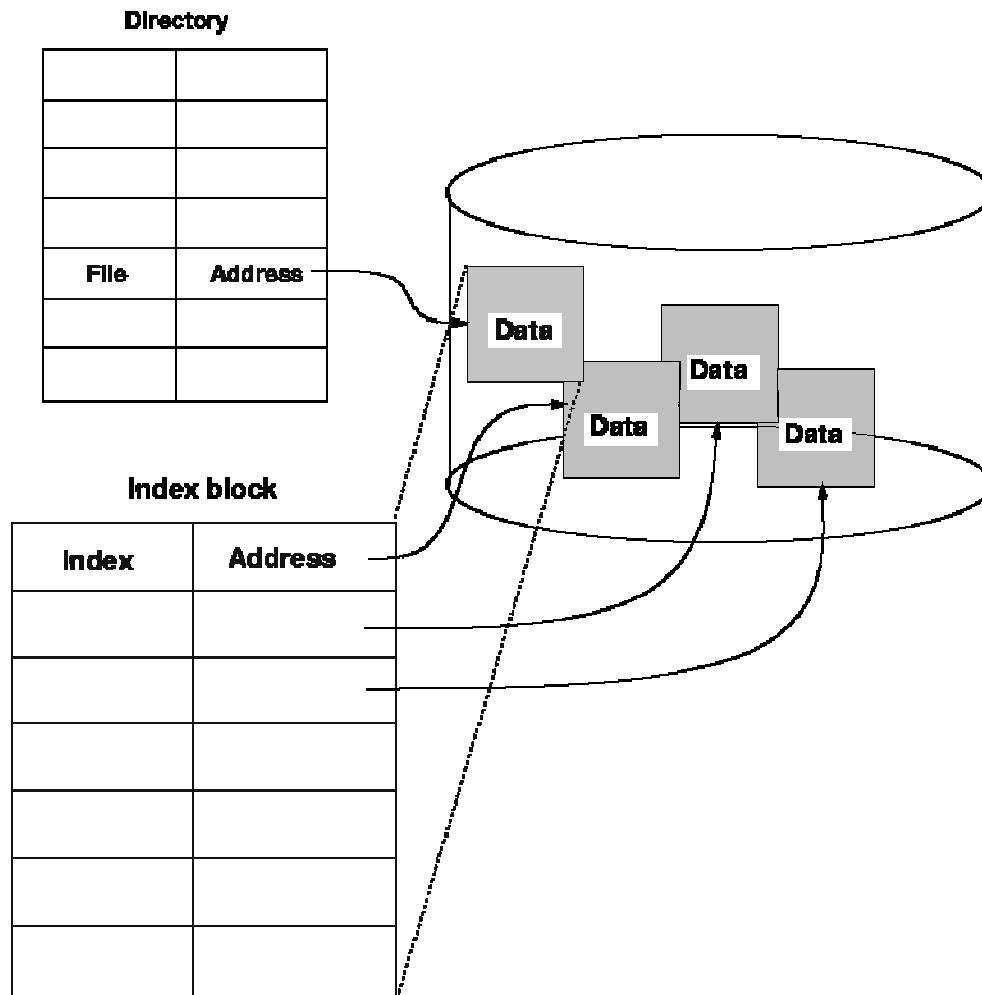 Directory
File Address
Data
Data
Data
Data
Index block
Index Address